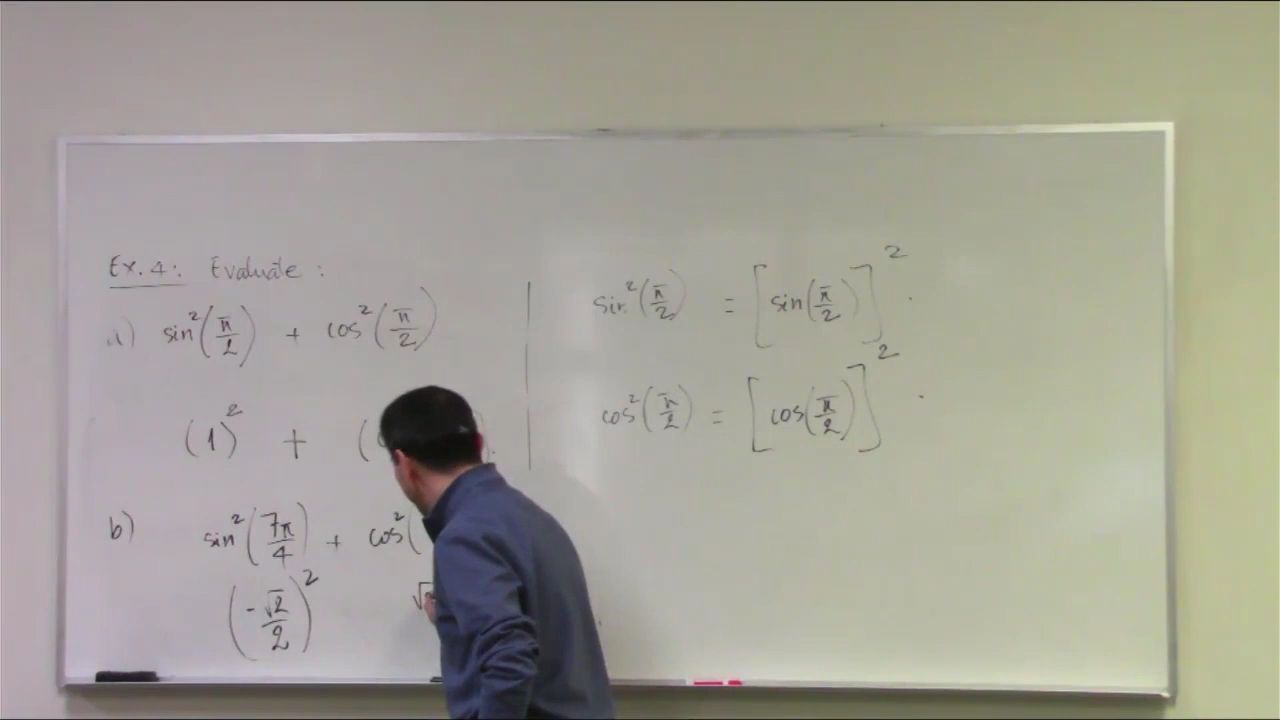 Ex. 4: Evaluate :
a) sin²(π/2) + cos²(π/2)
(1)² + (
b) sin²(7π/4) + cos²(
(-√2/2)² √
sin²(π/2) = [sin(π/2)]².
cos²(π/2) = [cos(π/2)]².